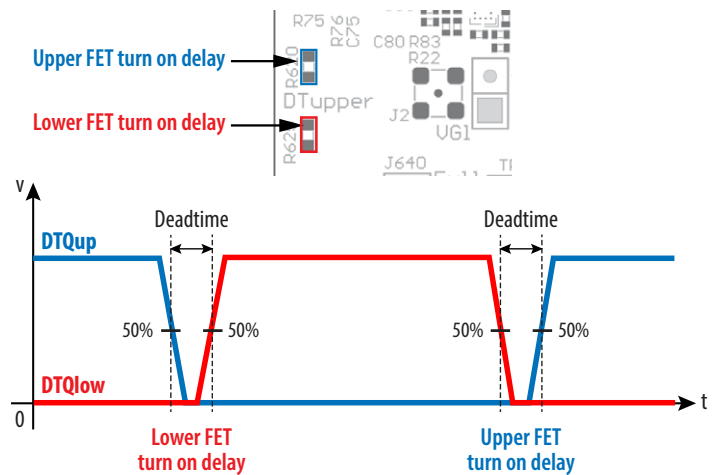 R75
R76
C75
C80 R83
R22
Upper FET turn on delay
R620
DTupper
Lower FET turn on delay
J2
VG1
J640
v
Deadtime
Deadtime
DTQup
50%
50%
50%
50%
DTQlow
0
t
Lower FET
turn on delay
Upper FET
turn on delay